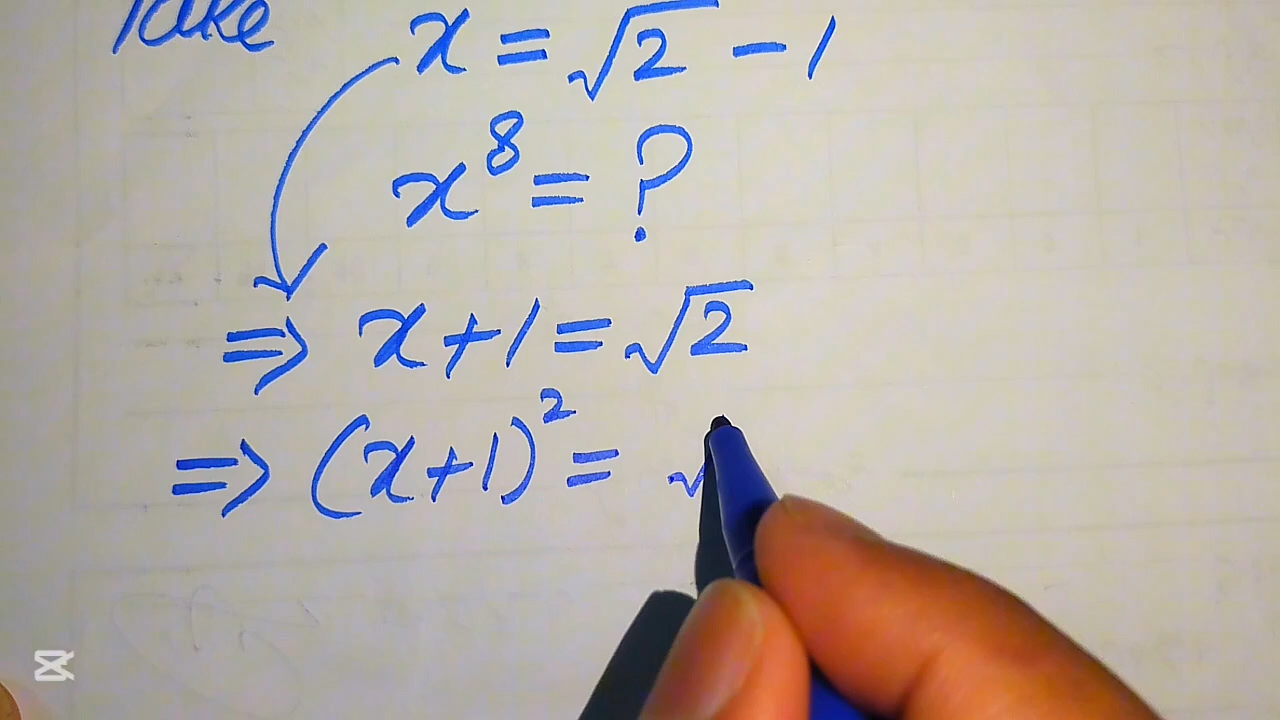 Take x = √2 - 1
x⁸ = ?
⇒ x + 1 = √2
⇒ (x + 1)² = √